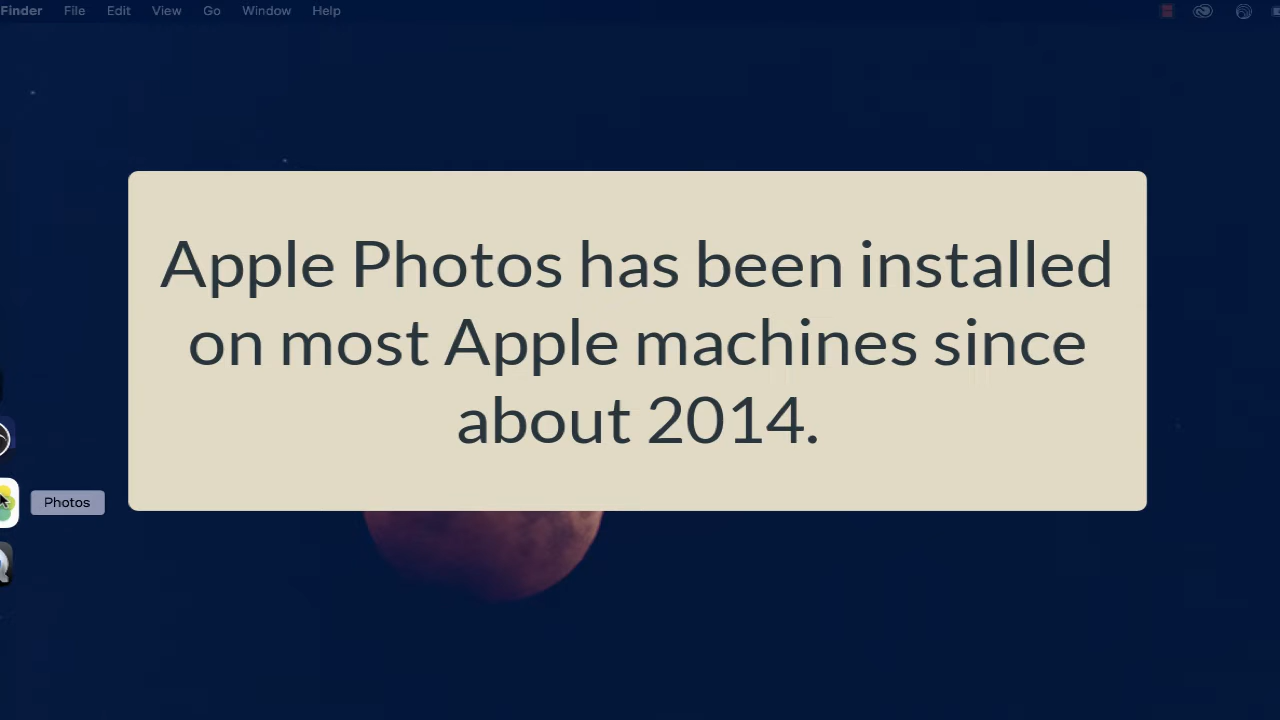 Finder File Edit View Go Window Help
Apple Photos has been installed
on most Apple machines since
about 2014.
Photos